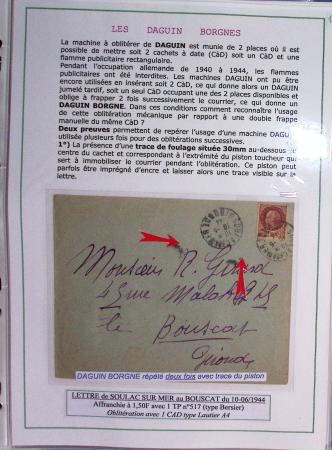 LES DAGUIN BORGNES
La machine à oblitérer de DAGUIN est munie de 2 places où il est
possible de mettre soit 2 cachets à date (CàD) soit un CàD et une
flamme publicitaire rectangulaire.
Pendant l'occupation allemande de 1940 à 1944, les flammes
publicitaires ont été interdites. Les machines DAGUIN ont pu être
encore utilisées en insérant soit 2 CàD, ce qui donne alors un DAGUIN
jumelé tardif, soit un seul CàD occupant une des 2 places disponibles et
oblige à frapper 2 fois successivement le courrier, ce qui donne un
DAGUIN BORGNE. Dans ces conditions comment reconnaître l'usage
de cette oblitération mécanique par rapport à une double frappe
manuelle du même CàD ?
Deux preuves permettent de repérer l'usage d'une machine DAGU
utilisée plusieurs fois pour des oblitérations successives.
1°) La présence d'une trace de foulage située 30mm au-dessous
centre du cachet et correspondant à l'extrémité du piston toucheur qui
sert à immobiliser le courrier pendant l'oblitération. Ce piston peut
parfois être imprégné d'encre et laisser alors une trace visible sur la
lettre.
Monsieur R. Girard
43
Le Bouscat
Gironde
DAGUIN BORGNE répété deux fois avec trace du piston
LETTRE de SOULAC SUR MER au BOUSCAT du 10-06/1944
Affranchie à 1,50F avec 1 TP n°517 (type Bersier)
Oblitération avec 1 CAD type Lautier A4